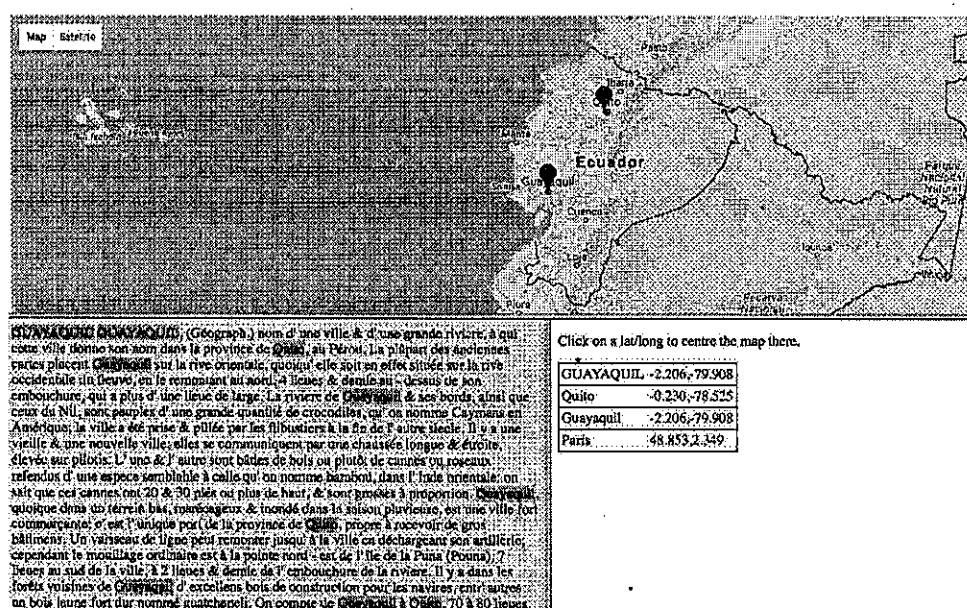 Map Satellite
Pasto
Ibarra
Quito
Manta
Ecuador
Guayaquil
Cuenca
Loja
Iquitos
Piura
Parque
Nacional
Natural
GUAYAQUIL GUAYAQUIL, (Géograph.) nom d'une ville & d'une grande riviere, à qui
cette ville donne son nom dans la province de Quito, au Pérou. La plûpart des anciennes
cartes placent Guayaquil sur la rive orientale, quoiqu'elle soit en effet située sur la rive
occidentale du fleuve, en le remontant au nord, 4 lieues & demie au - dessus de son
embouchure, qui a plus d'une lieue de large. La riviere de Guayaquil & ses bords, ainsi que
ceux du Nil, sont peuplés d'une grande quantité de crocodiles, qu'on nomme Caymans en
Amérique; la ville a été prise & pillée par les flibustiers à la fin de l'autre siecle. Il y a une
vieille & une nouvelle ville; elles se communiquent par une chaussée longue & étroite,
élevée sur pilotis. L'une & l'autre sont bâties de bois ou plutôt de cannes ou roseaux
refendus d'une espece semblable à celle qu'on nomme bambou, dans l'Inde orientale; on
sait que ces cannes ont 20 & 30 piés ou plus de haut, & sont grosses à proportion. Guayaquil
quoique dans un terrein bas, marécageux & inondé dans la saison pluvieuse, est une ville fort
commerçante; c'est l'unique port de la province de Quito, propre à recevoir de gros
bâtimens. Un vaisseau de ligne peut remonter jusqu'à la ville en déchargeant son artillerie;
cependant le mouillage ordinaire est à la pointe nord - est de l'île de la Puna (Pouna), 7
lieues au sud de la ville, à 2 lieues & demie de l'embouchure de la riviere. Il y a dans les
forêts voisines de Guayaquil d'excellens bois de construction pour les navires, entr'autres
un bois jaune fort dur nommé guatchapeli. On compte de Guayaquil à Quito, 70 à 80 lieues,
Click on a lat/long to centre the map there.
GUAYAQUIL -2.206,-79.908
Quito -0.230,-78.525
Guayaquil -2.206,-79.908
Paris 48.853,2.349